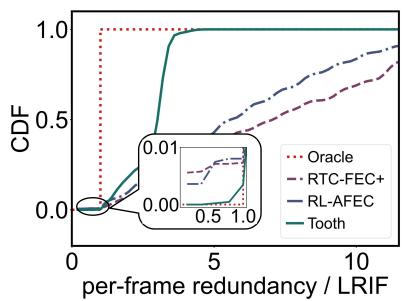 CDF
1.0
0.5
0.0
0.01
0.00
0.5 1.0
Oracle
RTC-FEC+
RL-AFEC
Tooth
0 5 10
per-frame redundancy / LRIF